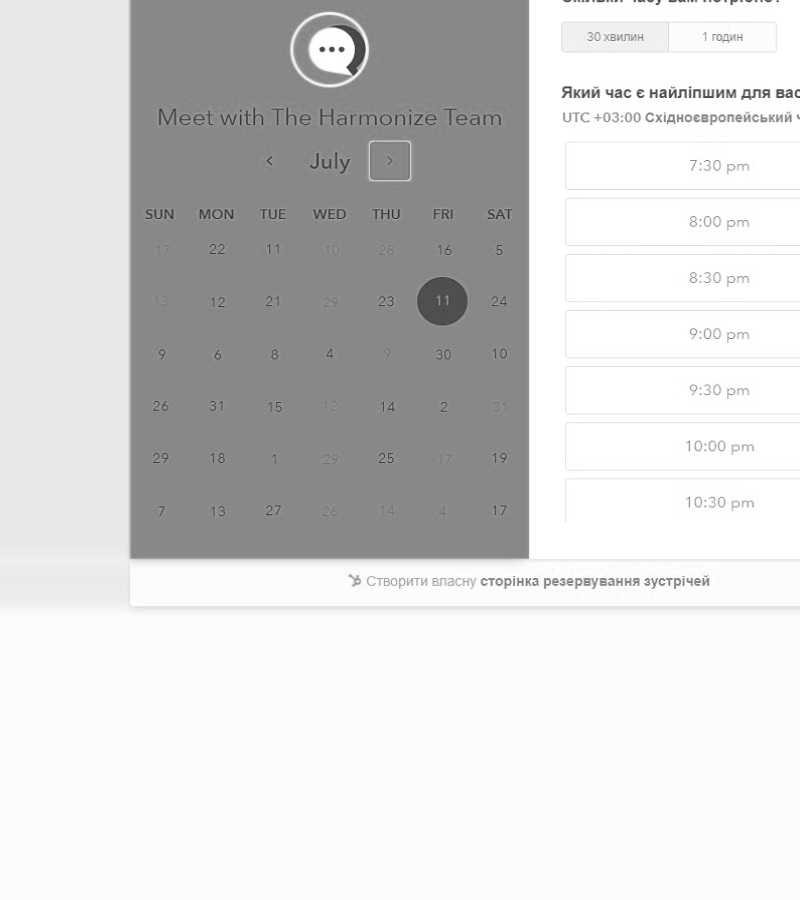 Meet with The Harmonize Team
July
SUN MON TUE WED THU FRI SAT
17 22 11 10 28 16 5
13 12 21 29 23 11 24
9 6 8 4 9 30 10
26 31 15 12 14 2 31
29 18 1 29 25 17 19
7 13 27 26 14 4 17
30 хвилин 1 годин
Який час є найліпшим для вас
UTC +03:00 Східноєвропейський
7:30 pm
8:00 pm
8:30 pm
9:00 pm
9:30 pm
10:00 pm
10:30 pm
Створити власну сторінка резервування зустрічей